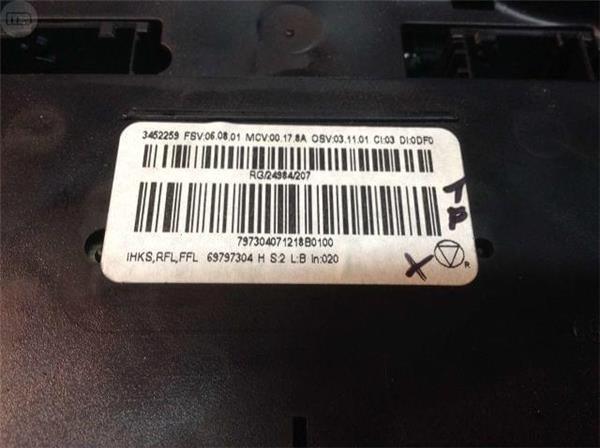 3452259 FSV:06.08.01 MCV:00.17.8A OSV:03.11.01 CI:03 DI:0DF0
RG/24984/207
797304071218B0100
IHKS,RFL,FFL 69797304 H S:2 L:B In:020
R